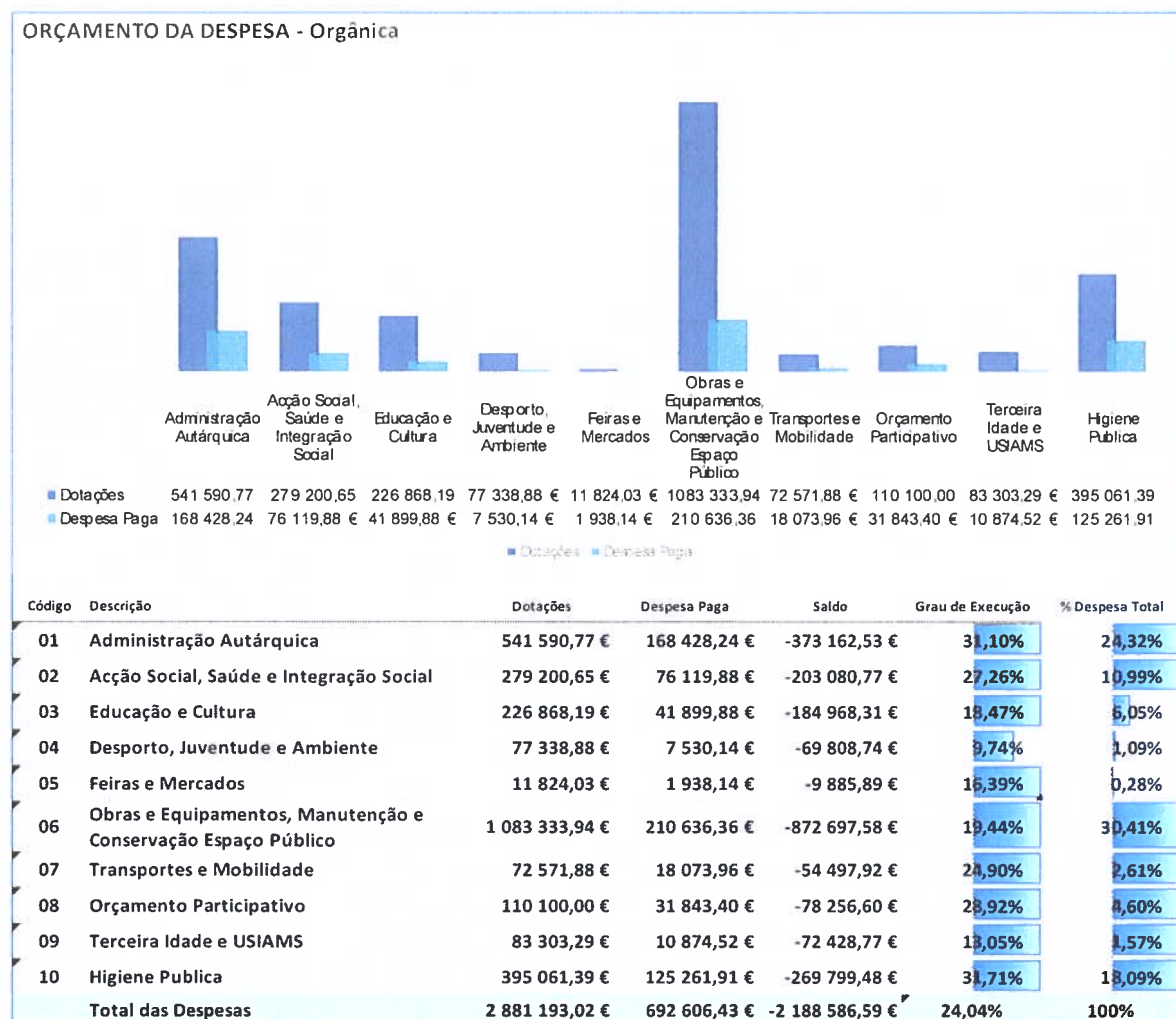 ORÇAMENTO DA DESPESA - Orgânica
Administração Autárquica
Acção Social, Saúde e Integração Social
Educação e Cultura
Desporto, Juventude e Ambiente
Feiras e Mercados
Obras e Equipamentos, Manutenção e Conservação Espaço Público
Transportes e Mobilidade
Orçamento Participativo
Terceira Idade e USIAMS
Higiene Publica
Dotações 541 590,77 279 200,65 226 868,19 77 338,88 € 11 824,03 € 1083 333,94 72 571,88 € 110 100,00 83 303,29 € 395 061,39
Despesa Paga 168 428,24 76 119,88 € 41 899,88 € 7 530,14 € 1 938,14 € 210 636,36 18 073,96 € 31 843,40 € 10 874,52 € 125 261,91
Dotações Despesa Paga
Código Descrição Dotações Despesa Paga Saldo Grau de Execução % Despesa Total
01 Administração Autárquica 541 590,77 € 168 428,24 € -373 162,53 € 31,10% 24,32%
02 Acção Social, Saúde e Integração Social 279 200,65 € 76 119,88 € -203 080,77 € 27,26% 10,99%
03 Educação e Cultura 226 868,19 € 41 899,88 € -184 968,31 € 18,47% 6,05%
04 Desporto, Juventude e Ambiente 77 338,88 € 7 530,14 € -69 808,74 € 9,74% 1,09%
05 Feiras e Mercados 11 824,03 € 1 938,14 € -9 885,89 € 16,39% 0,28%
06 Obras e Equipamentos, Manutenção e
Conservação Espaço Público 1 083 333,94 € 210 636,36 € -872 697,58 € 19,44% 30,41%
07 Transportes e Mobilidade 72 571,88 € 18 073,96 € -54 497,92 € 24,90% 2,61%
08 Orçamento Participativo 110 100,00 € 31 843,40 € -78 256,60 € 28,92% 4,60%
09 Terceira Idade e USIAMS 83 303,29 € 10 874,52 € -72 428,77 € 13,05% 1,57%
10 Higiene Publica 395 061,39 € 125 261,91 € -269 799,48 € 31,71% 18,09%
Total das Despesas 2 881 193,02 € 692 606,43 € -2 188 586,59 € 24,04% 100%